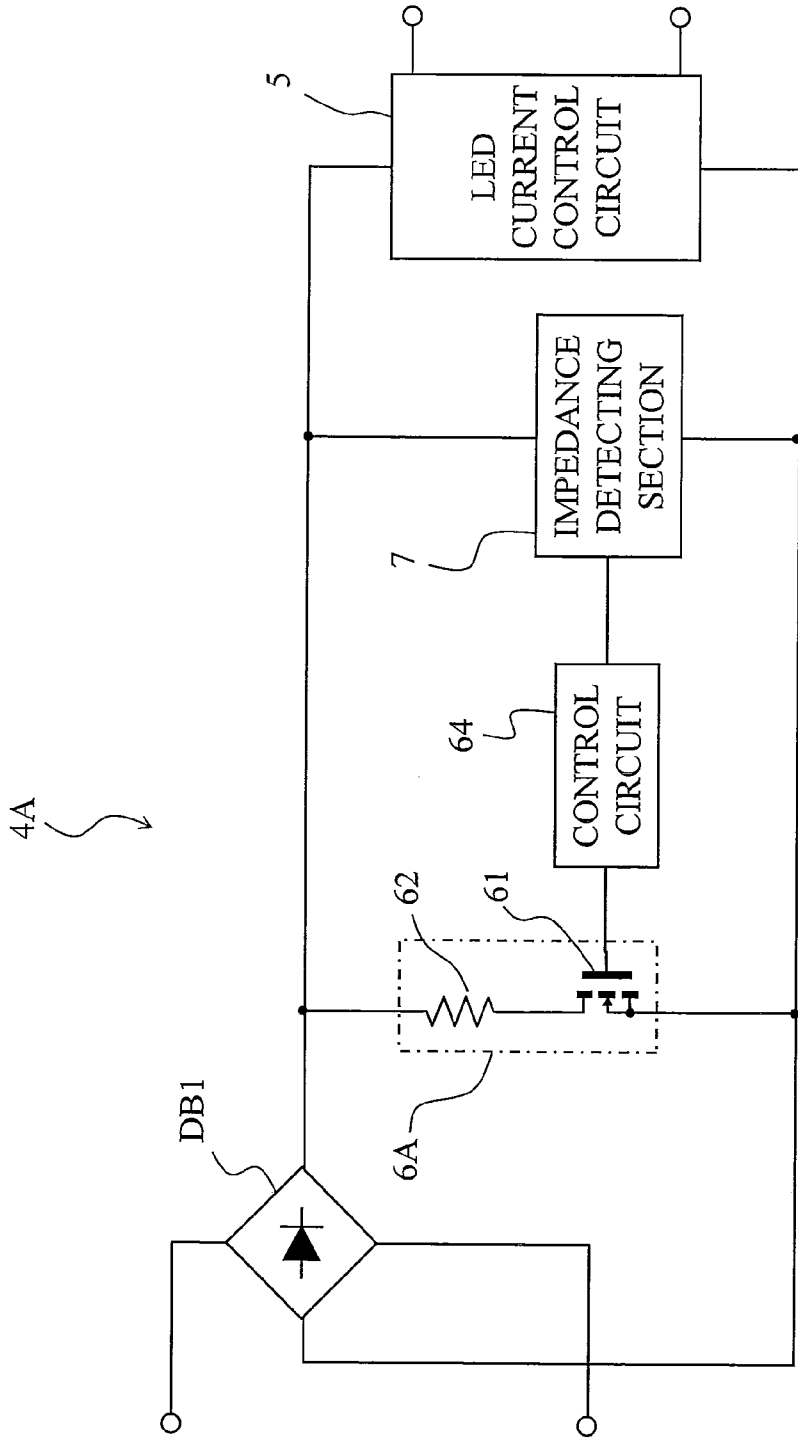 4A
DB1
6A
62
61
64
CONTROL
CIRCUIT
7
IMPEDANCE
DETECTING
SECTION
5
LED
CURRENT
CONTROL
CIRCUIT